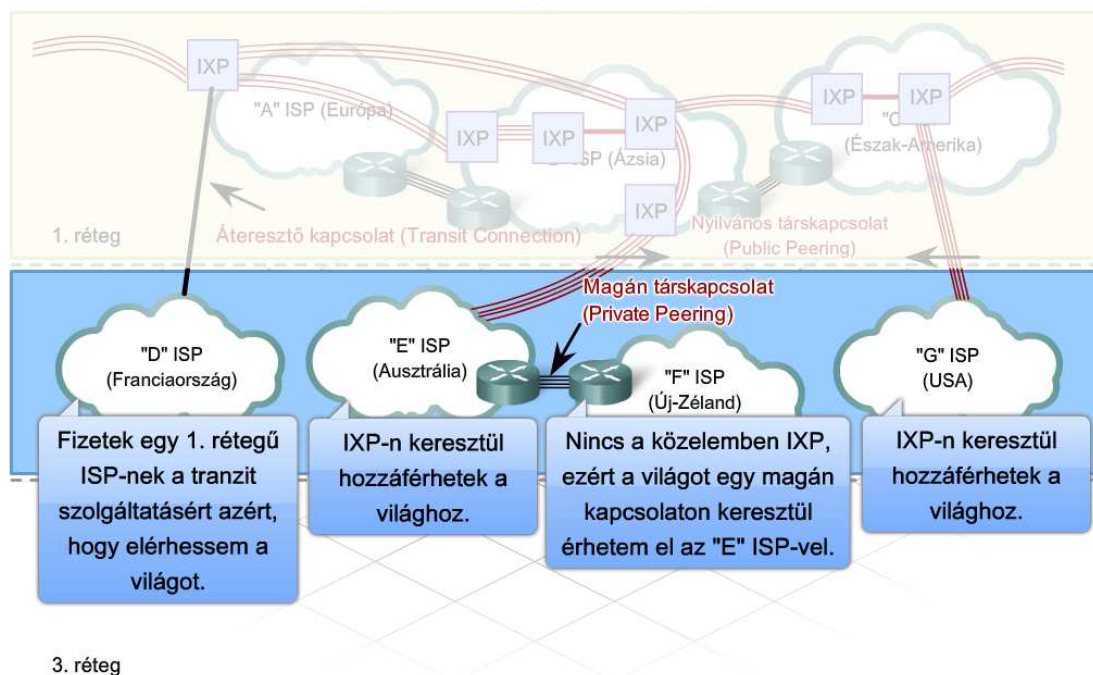 IXP
"A" ISP (Európa)
IXP
IXP
IXP
ISP (Ázsia)
IXP
IXP
IXP
(Észak-Amerika)
1. réteg
Áteresztő kapcsolat (Transit Connection)
Nyilvános társkapcsolat
(Public Peering)
Magán társkapcsolat
(Private Peering)
"D" ISP
(Franciaország)
"E" ISP
(Ausztrália)
"F" ISP
(Új-Zéland)
"G" ISP
(USA)
Fizetek egy 1. rétegű
ISP-nek a tranzit
szolgáltatásért azért,
hogy elérhessem a
világot.
IXP-n keresztül
hozzáférhetek a
világhoz.
Nincs a közelemben IXP,
ezért a világot egy magán
kapcsolaton keresztül
érhetem el az "E" ISP-vel.
IXP-n keresztül
hozzáférhetek a
világhoz.
3. réteg